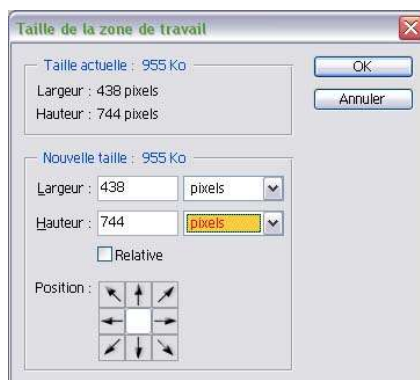 Taille de la zone de travail
Taille actuelle : 955 Ko
OK
Largeur : 438 pixels
Annuler
Hauteur : 744 pixels
Nouvelle taille : 955 Ko
Largeur : 438 pixels
Hauteur : 744 pixels
Relative
Position :